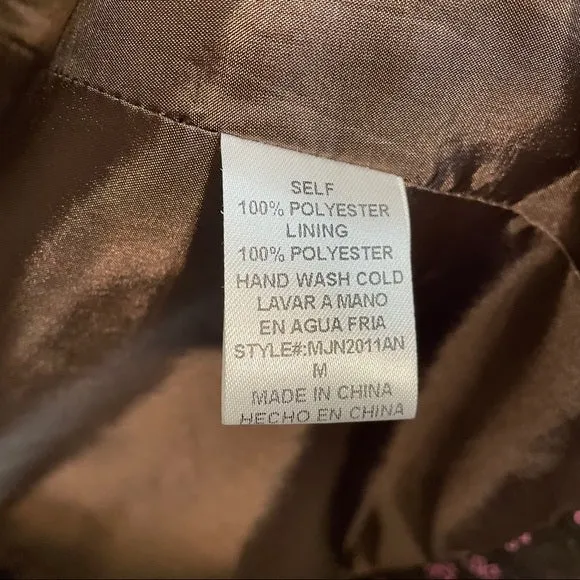 SELF
100% POLYESTER
LINING
100% POLYESTER
HAND WASH COLD
LAVAR A MANO
EN AGUA FRIA
STYLE#:MJN2011AN
M
MADE IN CHINA
HECHO EN CHINA